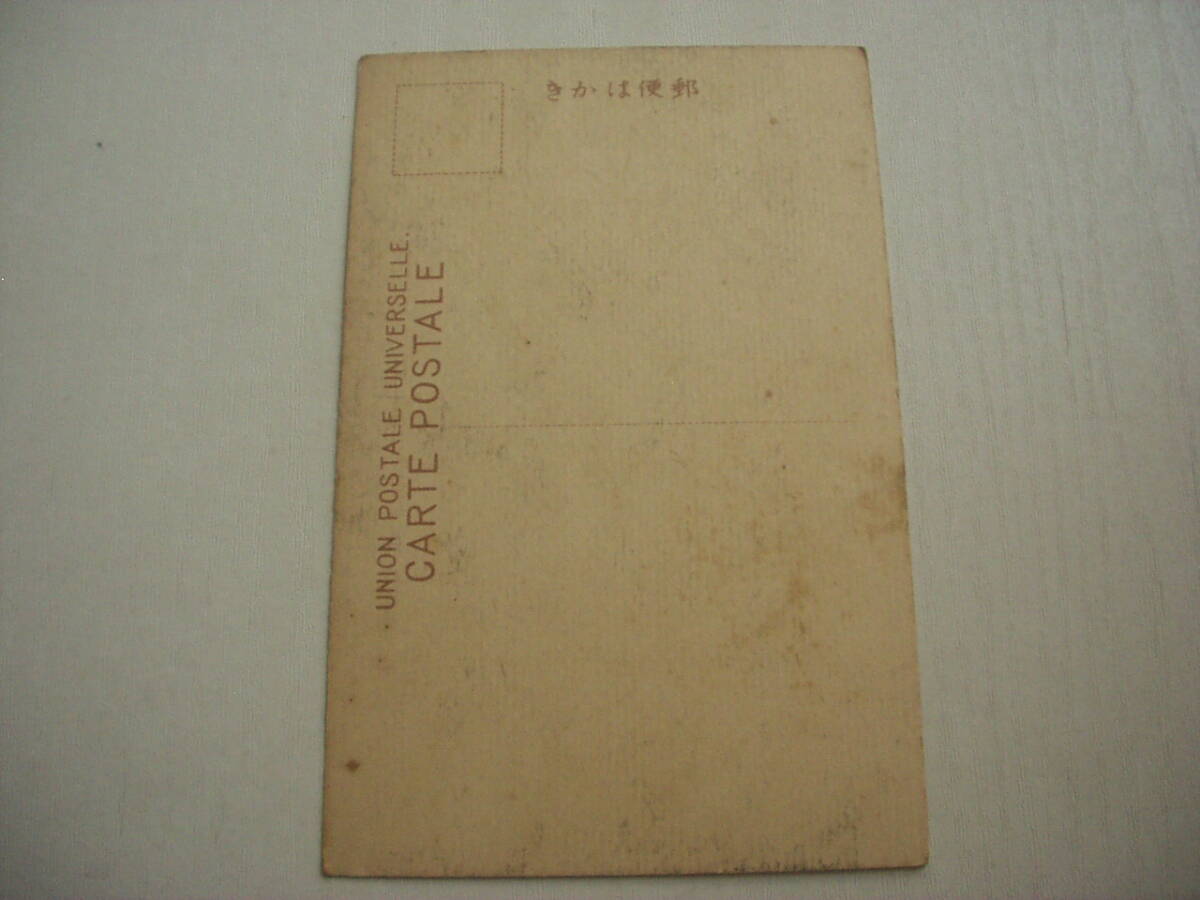 きかは便郵
UNION POSTALE UNIVERSELLE.
CARTE POSTALE